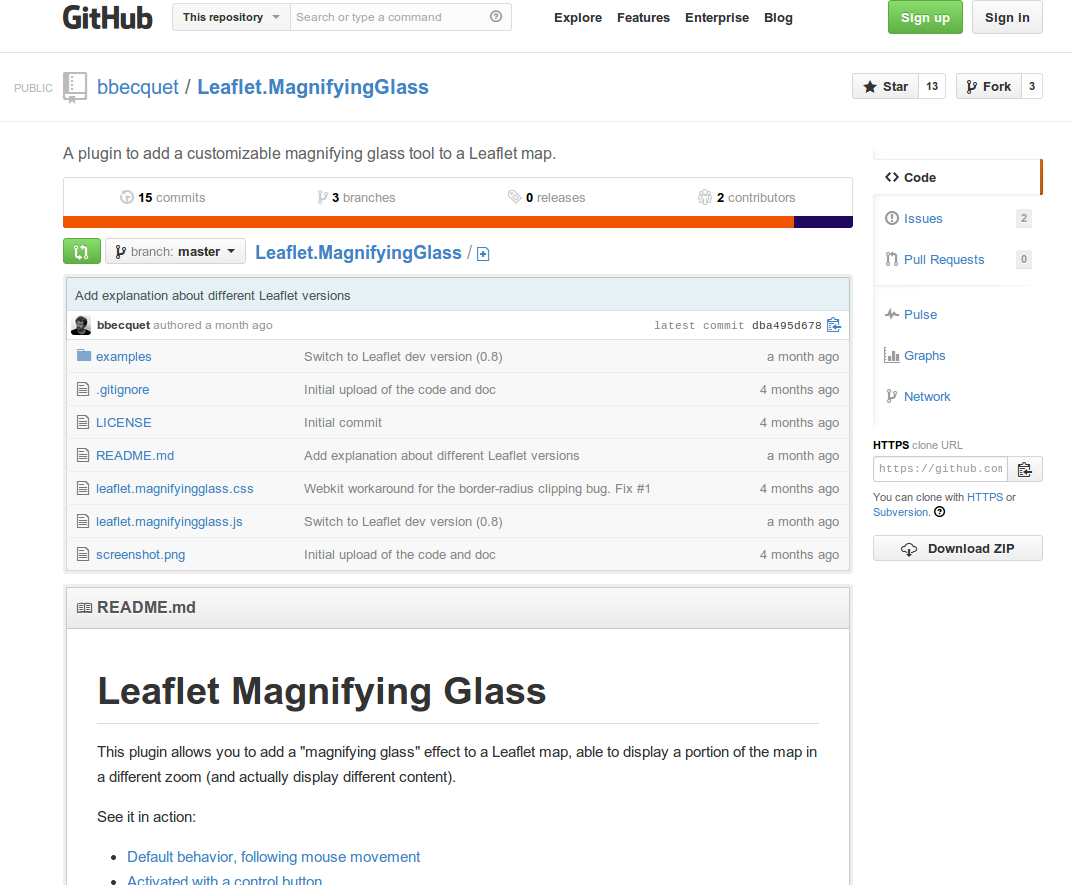 GitHub This repository Search or type a command Explore Features Enterprise Blog Sign up Sign in
PUBLIC bbecquet / Leaflet.MagnifyingGlass Star 13 Fork 3
A plugin to add a customizable magnifying glass tool to a Leaflet map.
15 commits 3 branches 0 releases 2 contributors
branch: master Leaflet.MagnifyingGlass /
Add explanation about different Leaflet versions
bbecquet authored a month ago latest commit dba495d678
examples Switch to Leaflet dev version (0.8) a month ago
.gitignore Initial upload of the code and doc 4 months ago
LICENSE Initial commit 4 months ago
README.md Add explanation about different Leaflet versions a month ago
leaflet.magnifyingglass.css Webkit workaround for the border-radius clipping bug. Fix #1 4 months ago
leaflet.magnifyingglass.js Switch to Leaflet dev version (0.8) a month ago
screenshot.png Initial upload of the code and doc 4 months ago
README.md
Leaflet Magnifying Glass
This plugin allows you to add a "magnifying glass" effect to a Leaflet map, able to display a portion of the map in
a different zoom (and actually display different content).
See it in action:
Default behavior, following mouse movement
Activated with a control button
Code
Issues 2
Pull Requests 0
Pulse
Graphs
Network
HTTPS clone URL
https://github.com
You can clone with HTTPS or
Subversion.
Download ZIP